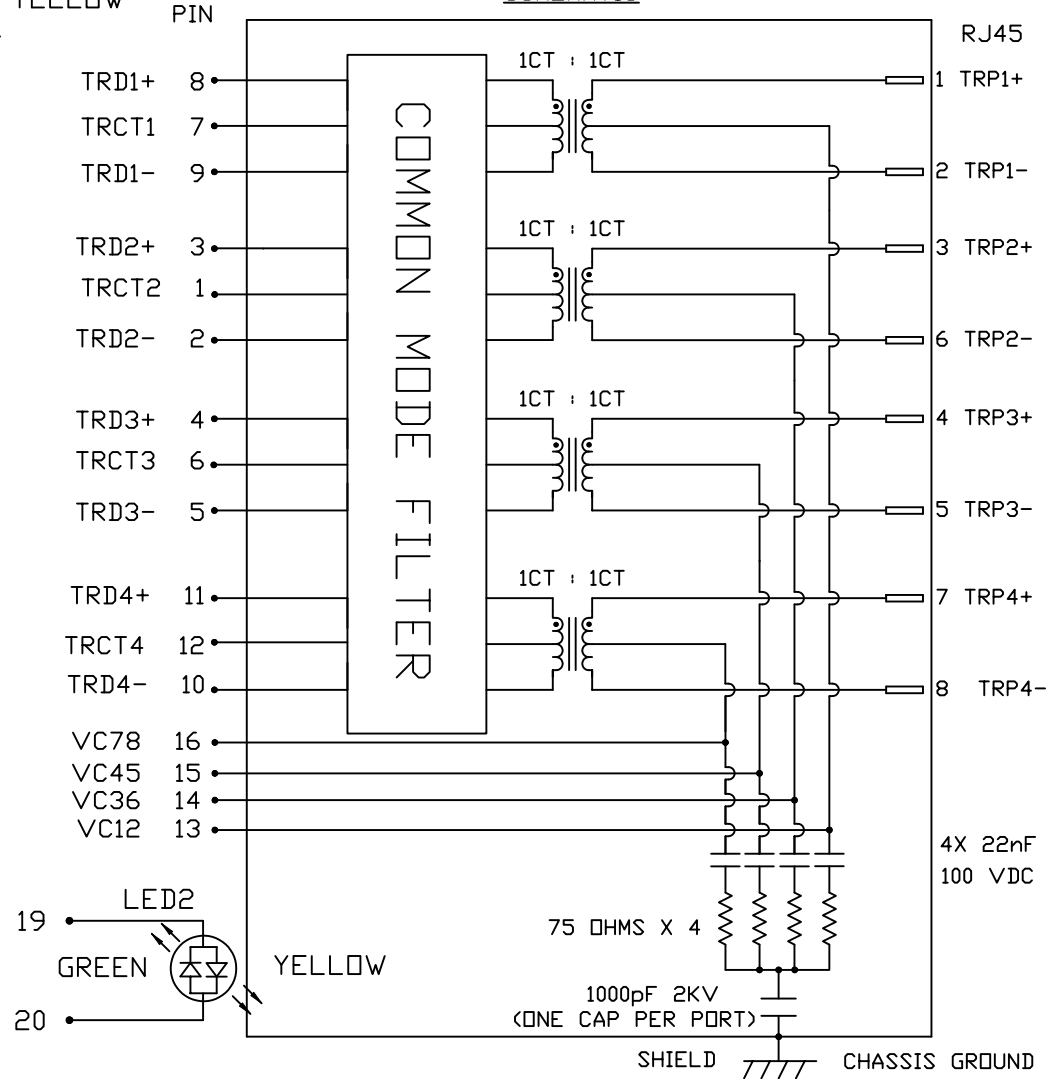 PIN
RJ45
1CT : 1CT
TRD1+ 8
1 TRP1+
TRCT1 7
TRD1- 9
2 TRP1-
1CT : 1CT
TRD2+ 3
3 TRP2+
TRCT2 1
TRD2- 2
6 TRP2-
COMMON MODE FILTER
1CT : 1CT
TRD3+ 4
4 TRP3+
TRCT3 6
TRD3- 5
5 TRP3-
1CT : 1CT
TRD4+ 11
7 TRP4+
TRCT4 12
TRD4- 10
8 TRP4-
VC78 16
VC45 15
VC36 14
VC12 13
4X 22nF
100 VDC
LED2
19
75 OHMS X 4
GREEN
YELLOW
20
1000pF 2KV
(ONE CAP PER PORT)
SHIELD
CHASSIS GROUND